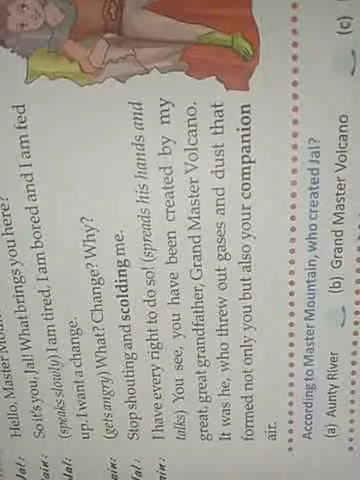 Hello, Master
Jal: So it's you, Jal! What brings you here?
(speaks slowly) I am tired, I am bored and I am fed
Jal: up. I want a change.
ain: (gets angry) What? Change? Why?
Jal: Stop shouting and scolding me.
ain: I have every right to do so! (spreads his hands and
talks) You see, you have been created by my
great, great grandfather, Grand Master Volcano.
It was he, who threw out gases and dust that
formed not only you but also your companion
air.
According to Master Mountain, who created Jal?
(a) Aunty River (b) Grand Master Volcano (c)